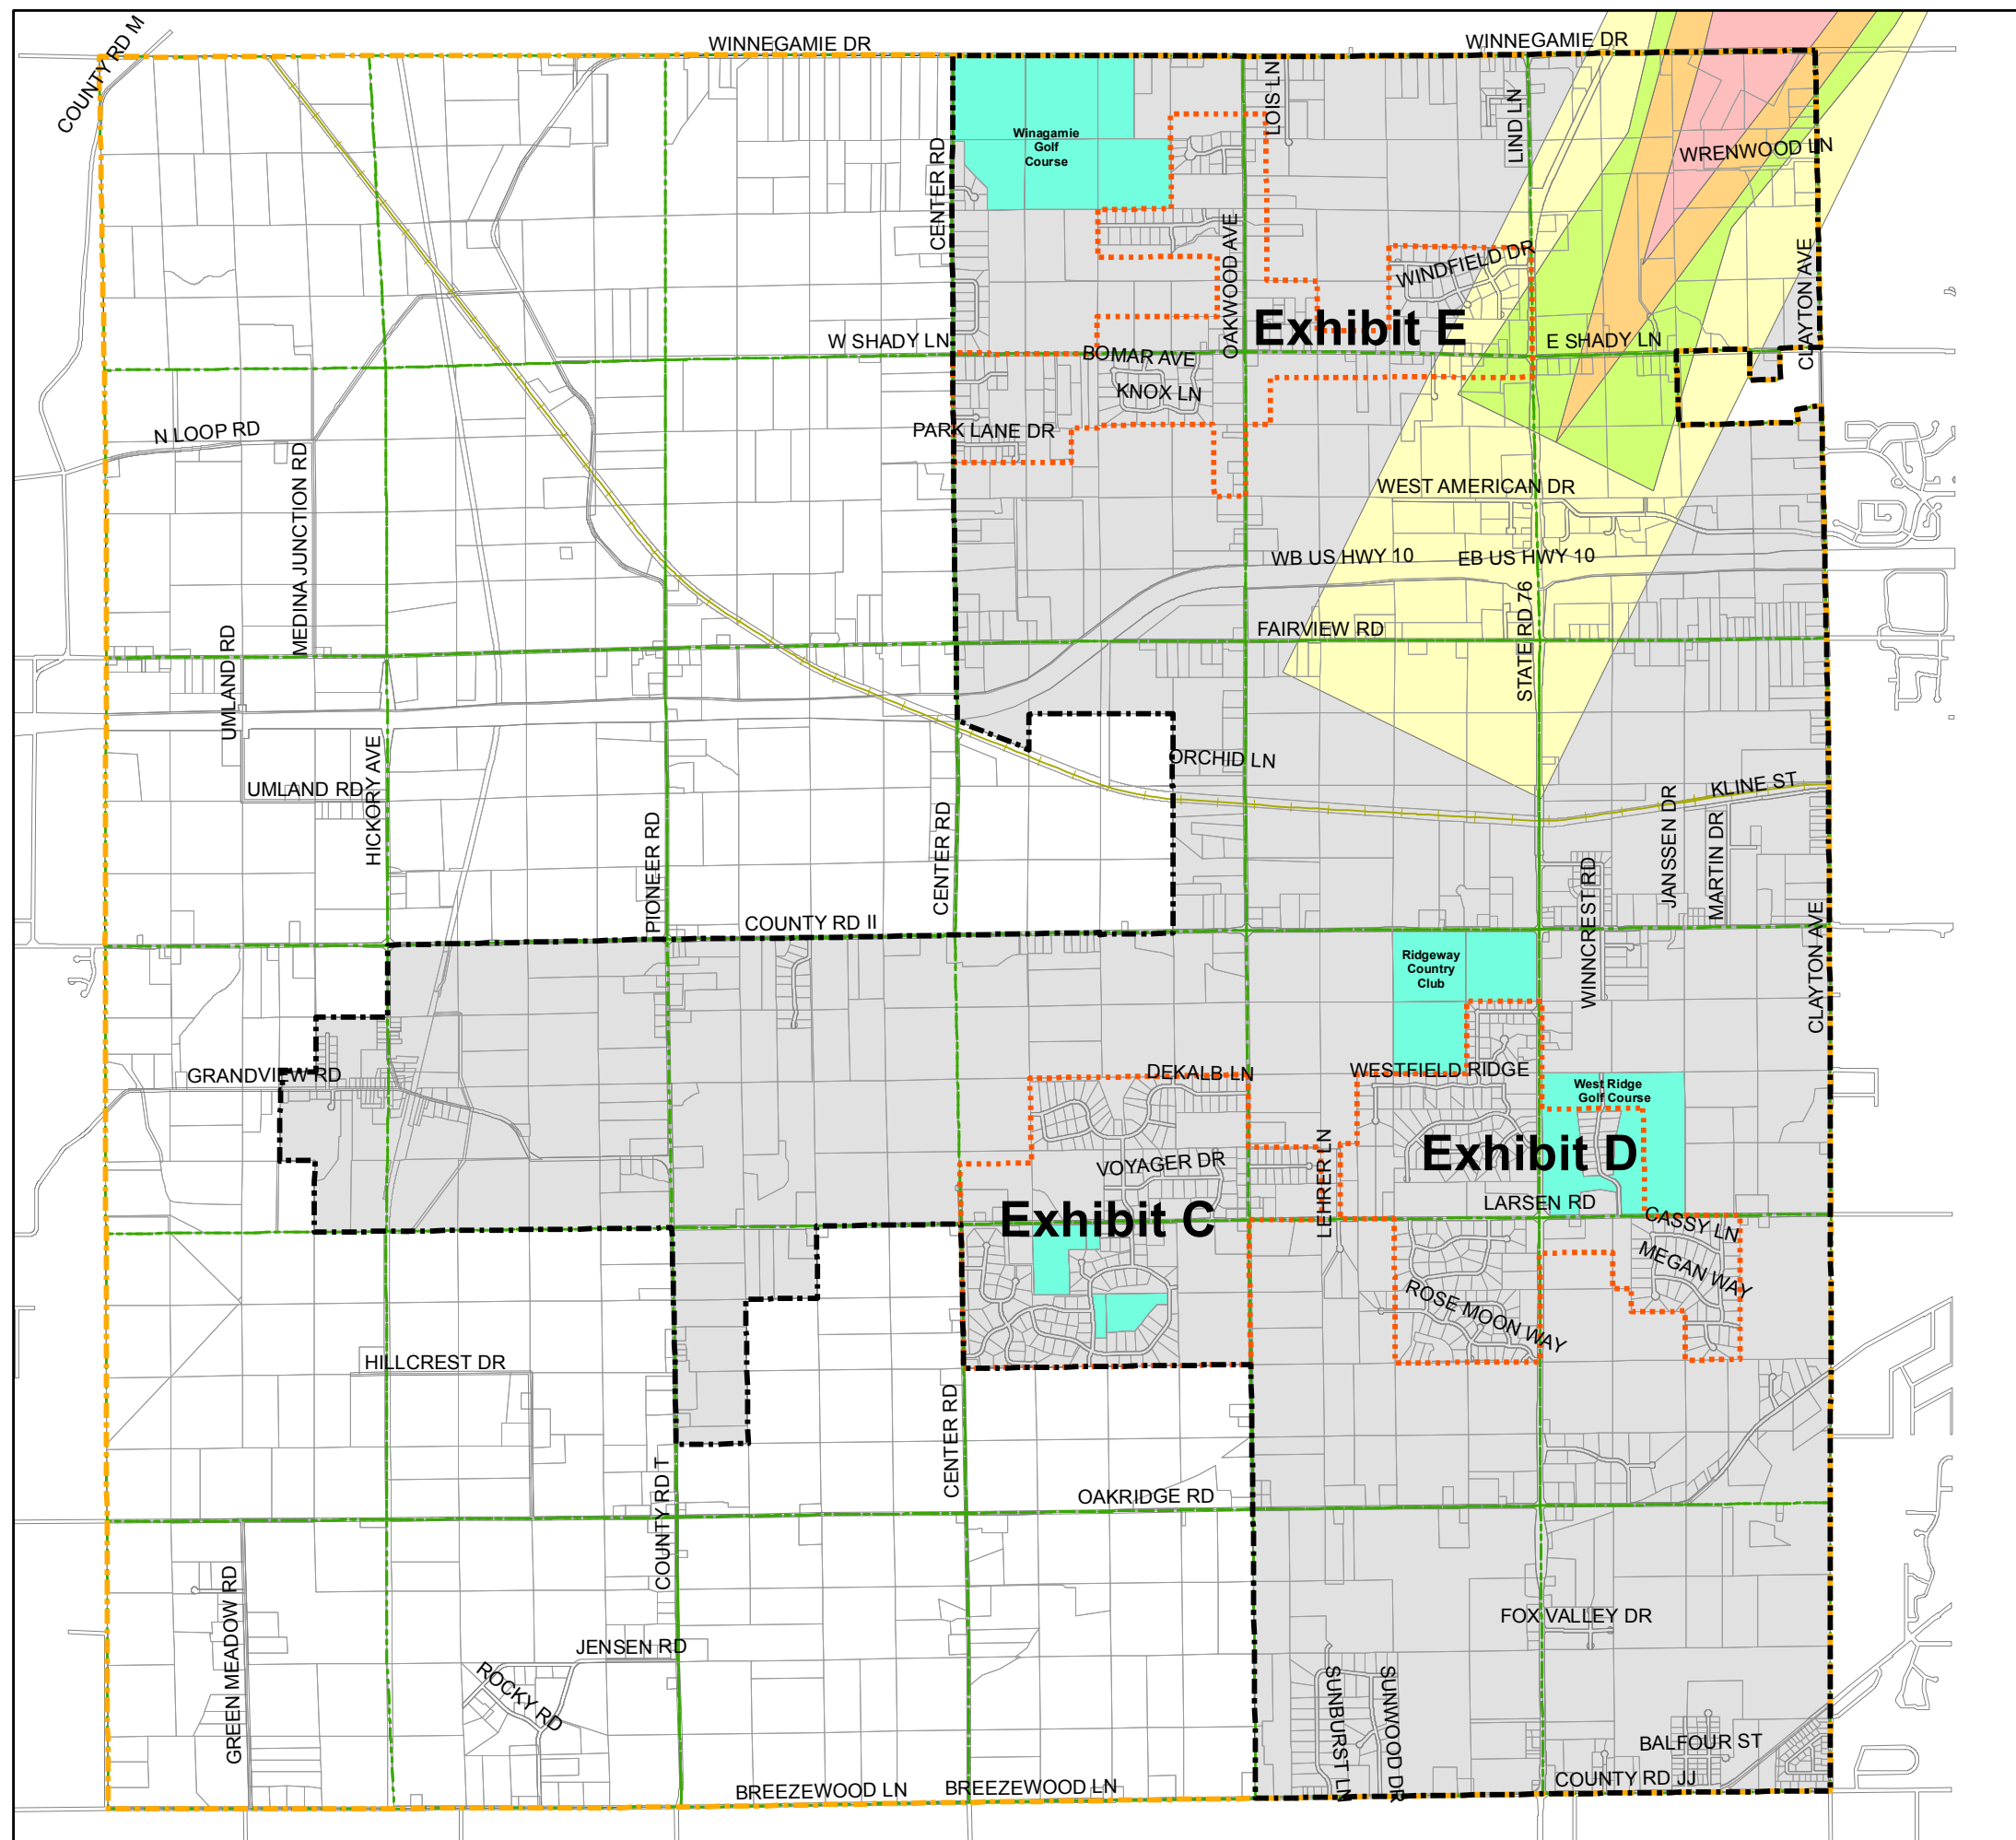 COUNTY RD M
WINNEGAMIE DR
WINNEGAMIE DR
LOIS LN
LIND LN
Winagamie
Golf
Course
WRENWOOD LN
CENTER RD
OAKWOOD AVE
WINDFIELD DR
CLAYTON AVE
Exhibit E
W SHADY LN
E SHADY LN
BOMAR AVE
KNOX LN
PARK LANE DR
N LOOP RD
MEDINA JUNCTION RD
WEST AMERICAN DR
WB US HWY 10
EB US HWY 10
STATE RD 76
FAIRVIEW RD
UMLAND RD
ORCHID LN
UMLAND RD
HICKORY AVE
KLINE ST
PIONEER RD
CENTER RD
JANSSEN DR
MARTIN DR
WINNCREST RD
CLAYTON AVE
COUNTY RD II
Ridgeway
Country
Club
GRANDVIEW RD
DEKALB LN
WESTFIELD RIDGE
West Ridge
Golf Course
VOYAGER DR
LEHRER LN
Exhibit D
LARSEN RD
Exhibit C
CASSY LN
MEGAN WAY
ROSE MOON WAY
HILLCREST DR
CENTER RD
COUNTY RD T
OAKRIDGE RD
GREEN MEADOW RD
FOX VALLEY DR
JENSEN RD
ROCKY RD
SUNBURST LN
SUNWOOD DR
BALFOUR ST
COUNTY RD JJ
BREEZEWOOD LN
BREEZEWOOD LN